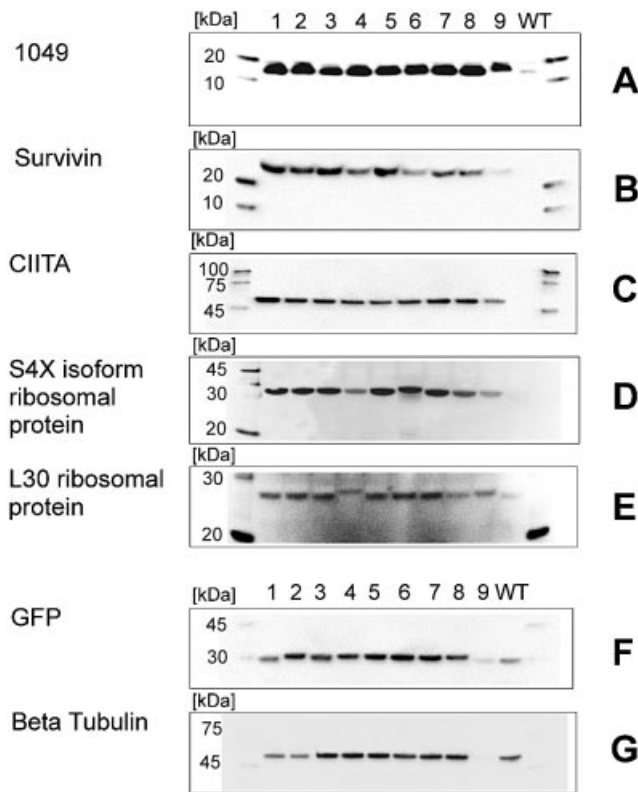 [kDa] 1 2 3 4 5 6 7 8 9 WT
1049
20
10
A
[kDa]
Survivin
20
10
B
[kDa]
CIITA
100
75
45
C
[kDa]
S4X isoform
ribosomal
protein
45
30
20
D
[kDa]
L30 ribosomal
protein
30
20
E
[kDa] 1 2 3 4 5 6 7 8 9 WT
GFP
45
30
F
[kDa]
Beta Tubulin
75
45
G